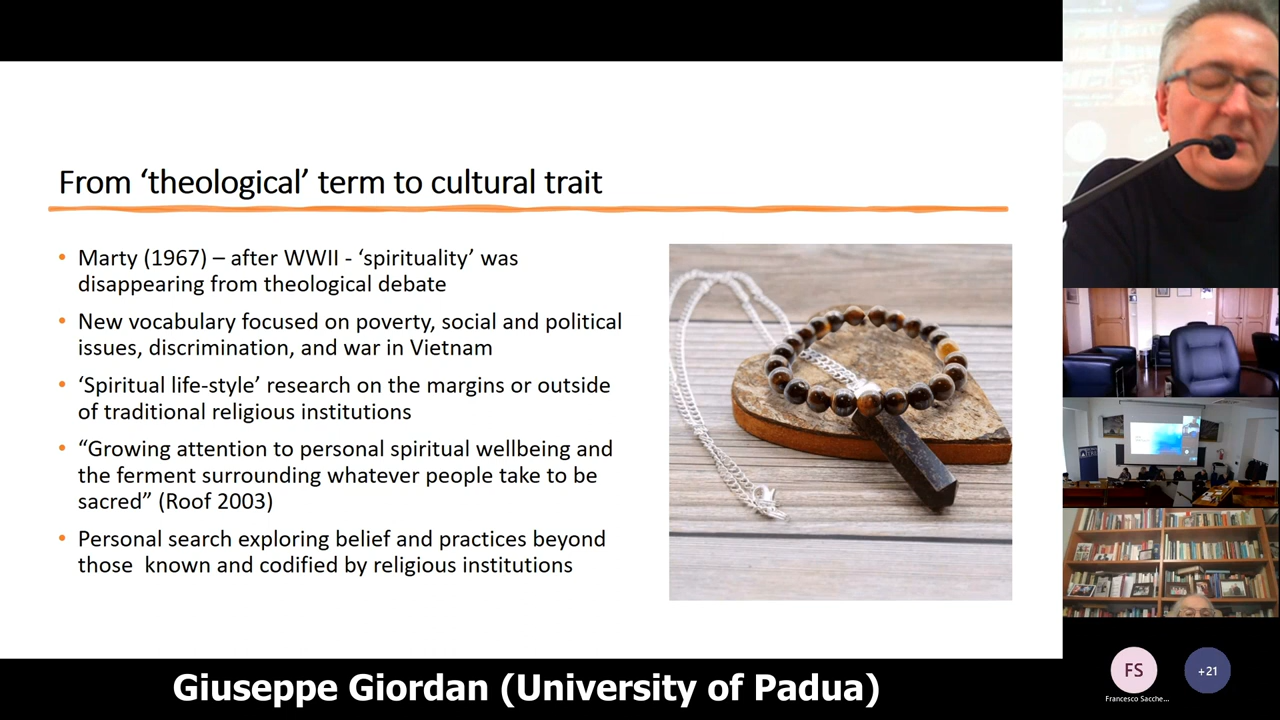 From ‘theological’ term to cultural trait
• Marty (1967) – after WWII - ‘spirituality’ was
disappearing from theological debate
• New vocabulary focused on poverty, social and political
issues, discrimination, and war in Vietnam
• ‘Spiritual life-style’ research on the margins or outside
of traditional religious institutions
• “Growing attention to personal spiritual wellbeing and
the ferment surrounding whatever people take to be
sacred” (Roof 2003)
• Personal search exploring belief and practices beyond
those  known and codified by religious institutions
FS
+21
Francesco Sacche...
Giuseppe Giordan (University of Padua)